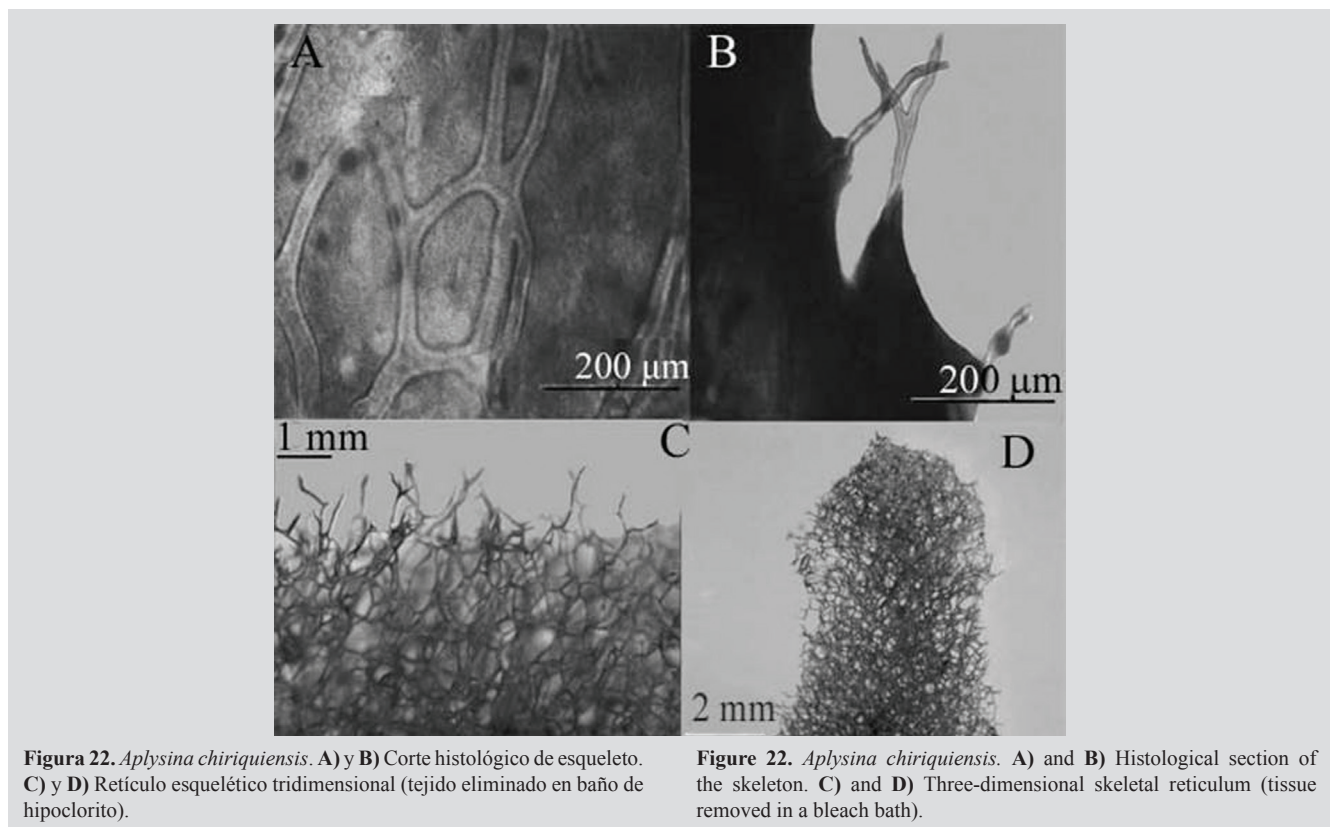 A
B
200 µm
200 µm
1 mm
C
D
2 mm
Figura 22. Aplysina chiriquiensis. A) y B) Corte histológico de esqueleto.
C) y D) Retículo esquelético tridimensional (tejido eliminado en baño de
hipoclorito).
Figure 22. Aplysina chiriquiensis. A) and B) Histological section of
the skeleton. C) and D) Three-dimensional skeletal reticulum (tissue
removed in a bleach bath).